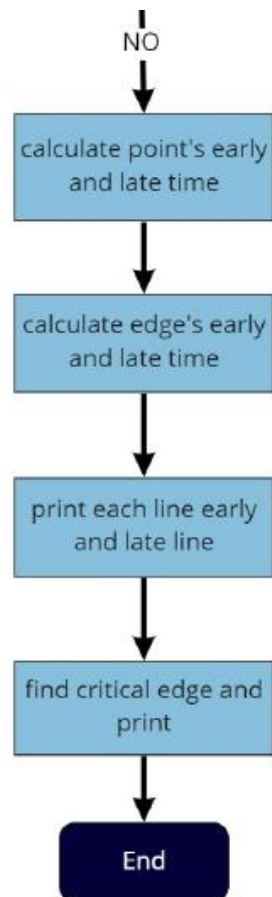 NO
calculate point's early
and late time
calculate edge's early
and late time
print each line early
and late line
find critical edge and
print
End